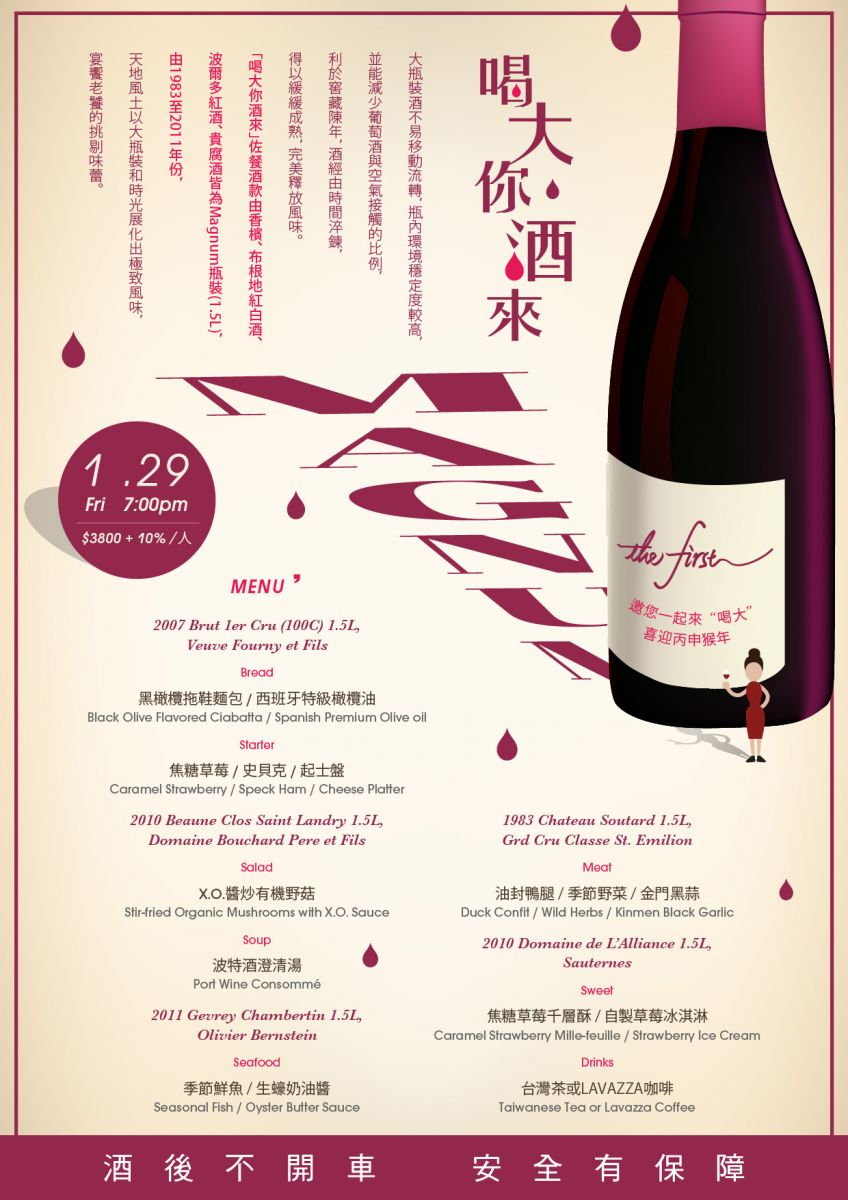 喝大你酒來
大瓶裝酒不易移動流轉，瓶內環境穩定度較高，
並能減少葡萄酒與空氣接觸的比例，
利於窖藏陳年，酒經由時間淬鍊，
得以緩緩成熟，完美釋放風味。
「喝大你酒來」佐餐酒款由香檳、布根地紅白酒、
波爾多紅酒、貴腐酒皆為Magnum瓶裝(1.5L)、
由1983至2011年份，
天地風土以大瓶裝和時光展化出極致風味，
宴饗老饕的挑剔味蕾。
MAGNUM
1.29
Fri 7:00pm
$3800 + 10% /人
the first
邀您一起來“喝大”
喜迎丙申猴年
MENU
2007 Brut 1er Cru (100C) 1.5L,
Veuve Fourny et Fils
Bread
黑橄欖拖鞋麵包 / 西班牙特級橄欖油
Black Olive Flavored Ciabatta / Spanish Premium Olive oil
Starter
焦糖草莓 / 史貝克 / 起士盤
Caramel Strawberry / Speck Ham / Cheese Platter
2010 Beaune Clos Saint Landry 1.5L,
Domaine Bouchard Pere et Fils
Salad
X.O.醬炒有機野菇
Stir-fried Organic Mushrooms with X.O. Sauce
Soup
波特酒澄清湯
Port Wine Consommé
2011 Gevrey Chambertin 1.5L,
Olivier Bernstein
Seafood
季節鮮魚 / 生蠔奶油醬
Seasonal Fish / Oyster Butter Sauce
1983 Chateau Soutard 1.5L,
Grd Cru Classe St. Emilion
Meat
油封鴨腿 / 季節野菜 / 金門黑蒜
Duck Confit / Wild Herbs / Kinmen Black Garlic
2010 Domaine de L’Alliance 1.5L,
Sauternes
Sweet
焦糖草莓千層酥 / 自製草莓冰淇淋
Caramel Strawberry Mille-feuille / Strawberry Ice Cream
Drinks
台灣茶或LAVAZZA咖啡
Taiwanese Tea or Lavazza Coffee
酒後不開車 安全有保障